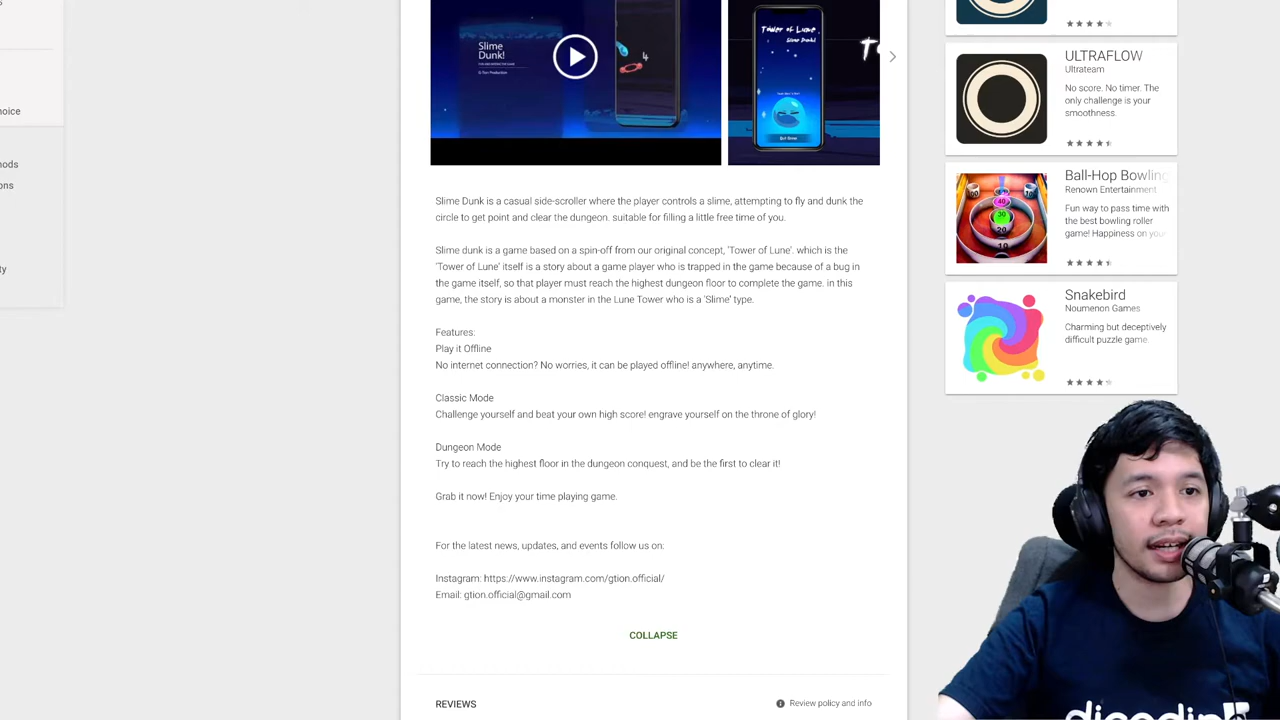 hoice
nods
ons
ty
Slime
Dunk!
Tower of Lune
Slime Dunk!
Slime Dunk is a casual side-scroller where the player controls a slime, attempting to fly and dunk the
circle to get point and clear the dungeon. suitable for filling a little free time of you.
Slime dunk is a game based on a spin-off from our original concept, 'Tower of Lune'. which is the
'Tower of Lune' itself is a story about a game player who is trapped in the game because of a bug in
the game itself, so that player must reach the highest dungeon floor to complete the game. in this
game, the story is about a monster in the Lune Tower who is a 'Slime' type.
Features:
Play it Offline
No internet connection? No worries, it can be played offline! anywhere, anytime.
Classic Mode
Challenge yourself and beat your own high score! engrave yourself on the throne of glory!
Dungeon Mode
Try to reach the highest floor in the dungeon conquest, and be the first to clear it!
Grab it now! Enjoy your time playing game.
For the latest news, updates, and events follow us on:
Instagram: https://www.instagram.com/gtion.official/
Email: gtion.official@gmail.com
COLLAPSE
REVIEWS
Review policy and info
ULTRAFLOW
Ultrateam
No score. No timer. The
only challenge is your
smoothness.
Ball-Hop Bowling
Renown Entertainment
Fun way to pass time with
the best bowling roller
game! Happiness on your
Snakebird
Noumenon Games
Charming but deceptively
difficult puzzle game.